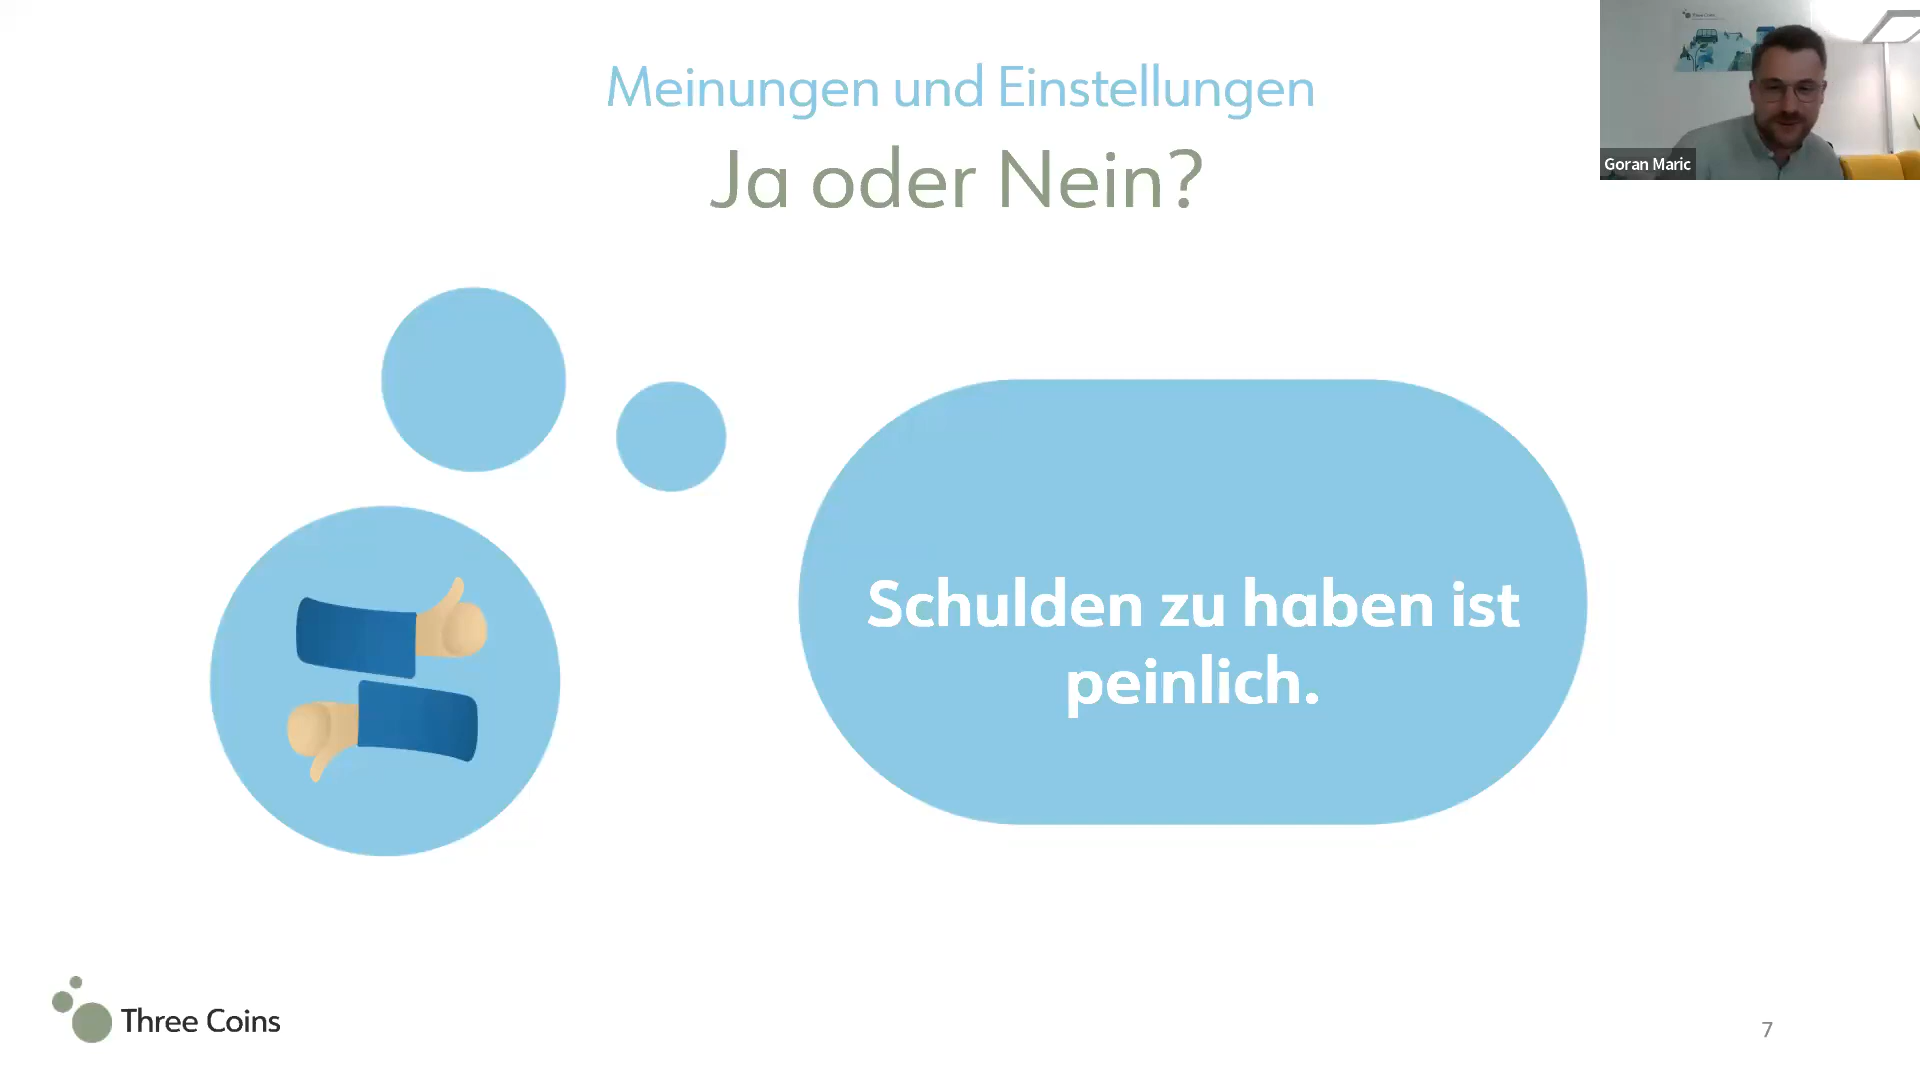 Meinungen und Einstellungen
Ja oder Nein?
Goran Maric
Schulden zu haben ist
peinlich.
Three Coins
7